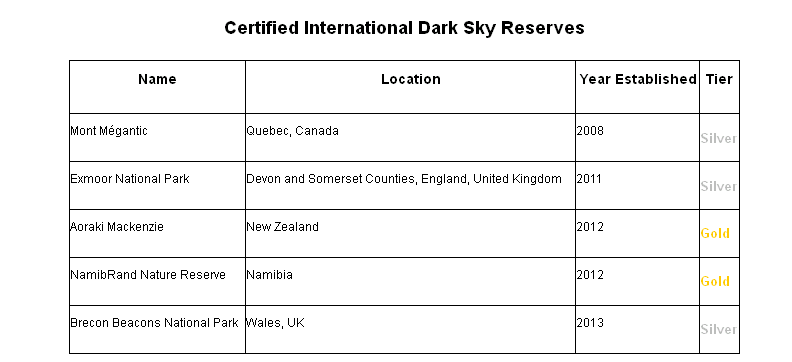 Certified International Dark Sky Reserves
Name Location Year Established Tier
Mont Mégantic Quebec, Canada 2008 Silver
Exmoor National Park Devon and Somerset Counties, England, United Kingdom 2011 Silver
Aoraki Mackenzie New Zealand 2012 Gold
NamibRand Nature Reserve Namibia 2012 Gold
Brecon Beacons National Park Wales, UK 2013 Silver